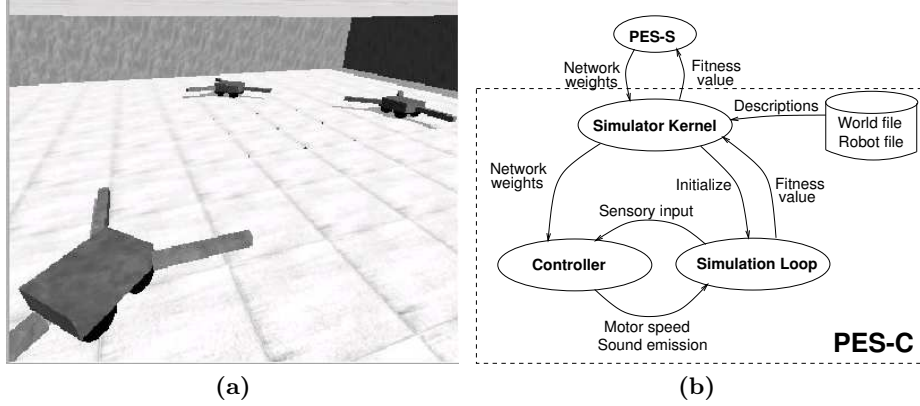 PES-S
Network
weights
Fitness
value
Descriptions
World file
Robot file
Simulator Kernel
Network
weights
Initialize
Fitness
value
Sensory input
Controller
Simulation Loop
Motor speed
Sound emission
PES-C
(a)
(b)